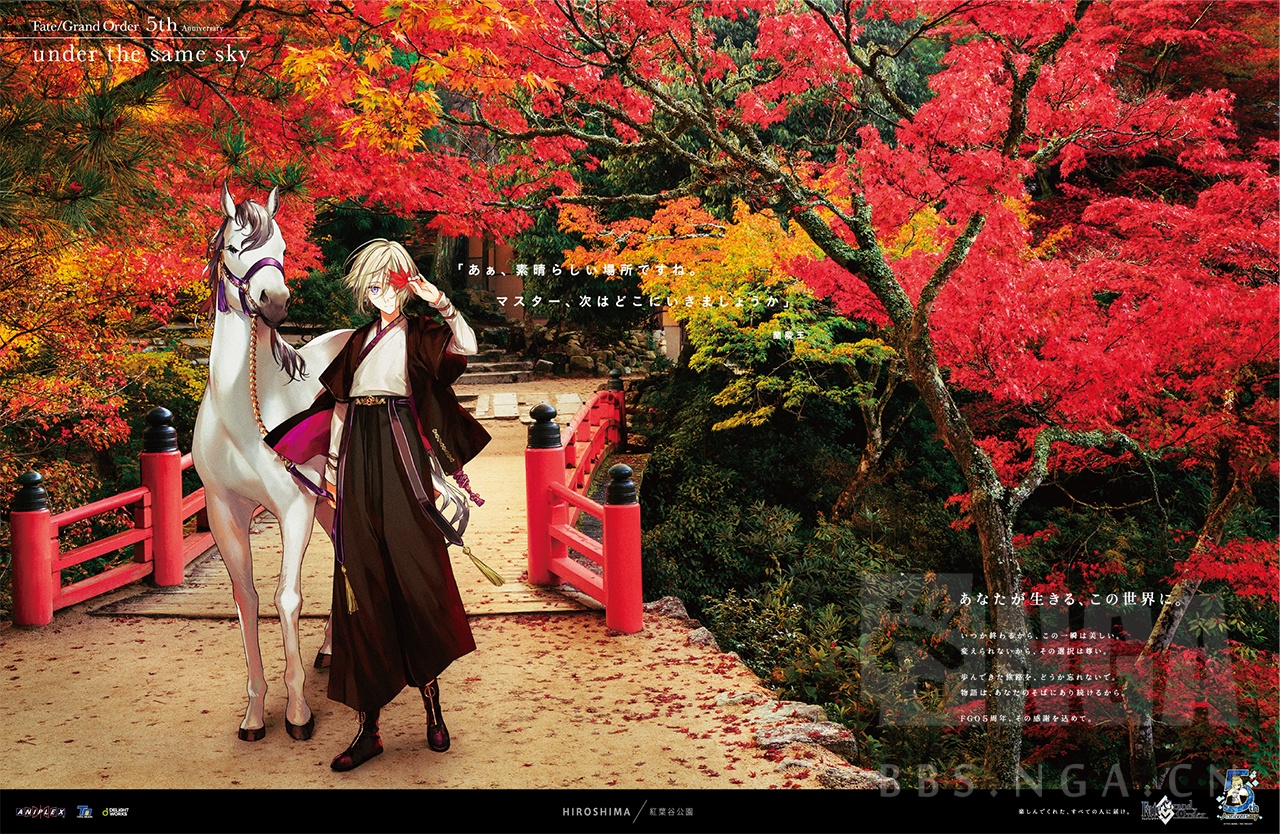 Fate/Grand Order 5th Anniversary
under the same sky
「あぁ、素晴らしい場所ですね。
マスター、次はどこにいきましょうか」
蘭陵王
あなたが生きる、この世界に。
いつか終わるから、この一瞬は美しい。
変えられないから、その選択は尊い。
歩んできた旅路を、どうか忘れないで。
物語は、あなたのそばにあり続けるから。
FGO5周年、その感謝を込めて。
NGA
BBS.NGA.CN
ANIPLEX
DELIGHT WORKS
HIROSHIMA / 紅葉谷公園
楽しんでくれた、すべての人に届け。
Fate/Grand Order
5th Anniversary